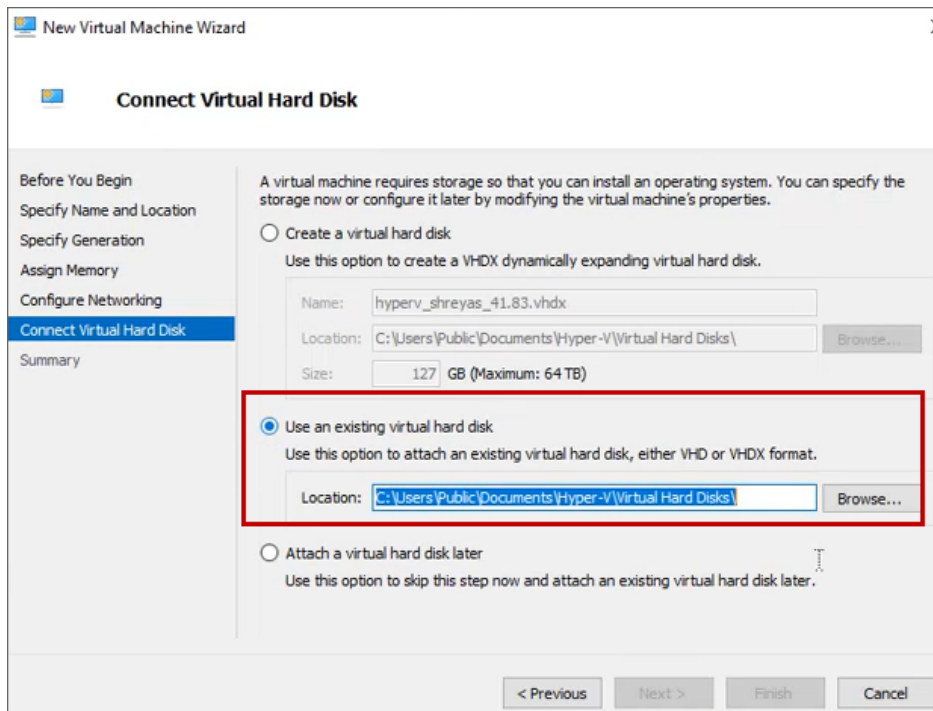 New Virtual Machine Wizard
Connect Virtual Hard Disk
Before You Begin
Specify Name and Location
Specify Generation
Assign Memory
Configure Networking
Connect Virtual Hard Disk
Summary
A virtual machine requires storage so that you can install an operating system. You can specify the
storage now or configure it later by modifying the virtual machine's properties.
Create a virtual hard disk
Use this option to create a VHDX dynamically expanding virtual hard disk.
Name: hyperv_shreyas_41.83.vhdx
Location: C:\Users\Public\Documents\Hyper-V\Virtual Hard Disks\ Browse...
Size: 127 GB (Maximum: 64 TB)
Use an existing virtual hard disk
Use this option to attach an existing virtual hard disk, either VHD or VHDX format.
Location: C:\Users\Public\Documents\Hyper-V\Virtual Hard Disks\ Browse...
Attach a virtual hard disk later
Use this option to skip this step now and attach an existing virtual hard disk later.
< Previous Next > Finish Cancel